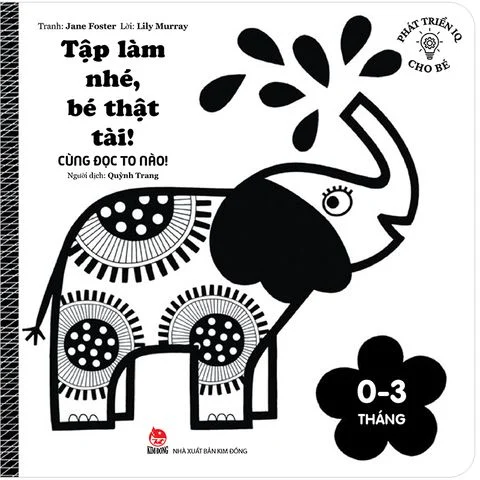 Tranh: Jane Foster Lời: Lily Murray
Tập làm
nhé,
bé thật
tài!
CÙNG ĐỌC TO NÀO!
Người dịch: Quỳnh Trang
PHÁT TRIỂN IQ
CHO BÉ
0-3
THÁNG
KIM ĐỒNG
NHÀ XUẤT BẢN KIM ĐỒNG